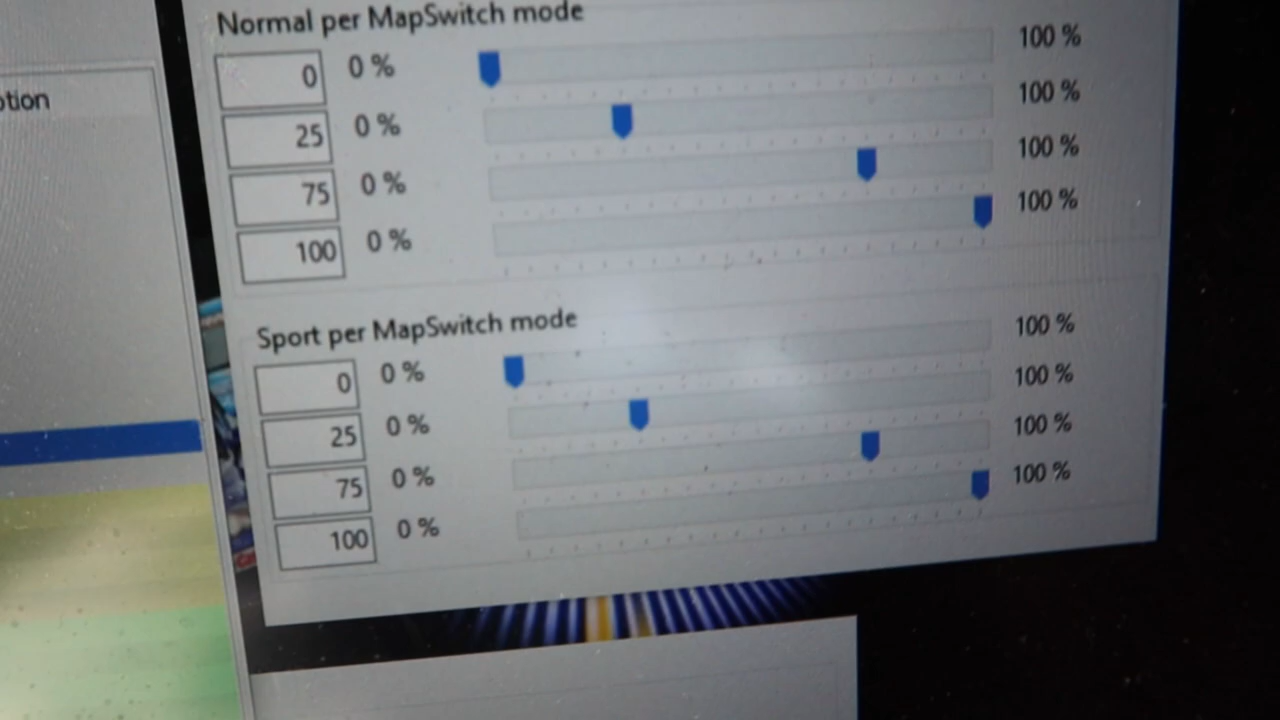 Normal per MapSwitch mode
0 0 % 100 %
25 0 % 100 %
75 0 % 100 %
100 0 % 100 %
ption
Sport per MapSwitch mode
0 0 % 100 %
25 0 % 100 %
75 0 % 100 %
100 0 % 100 %